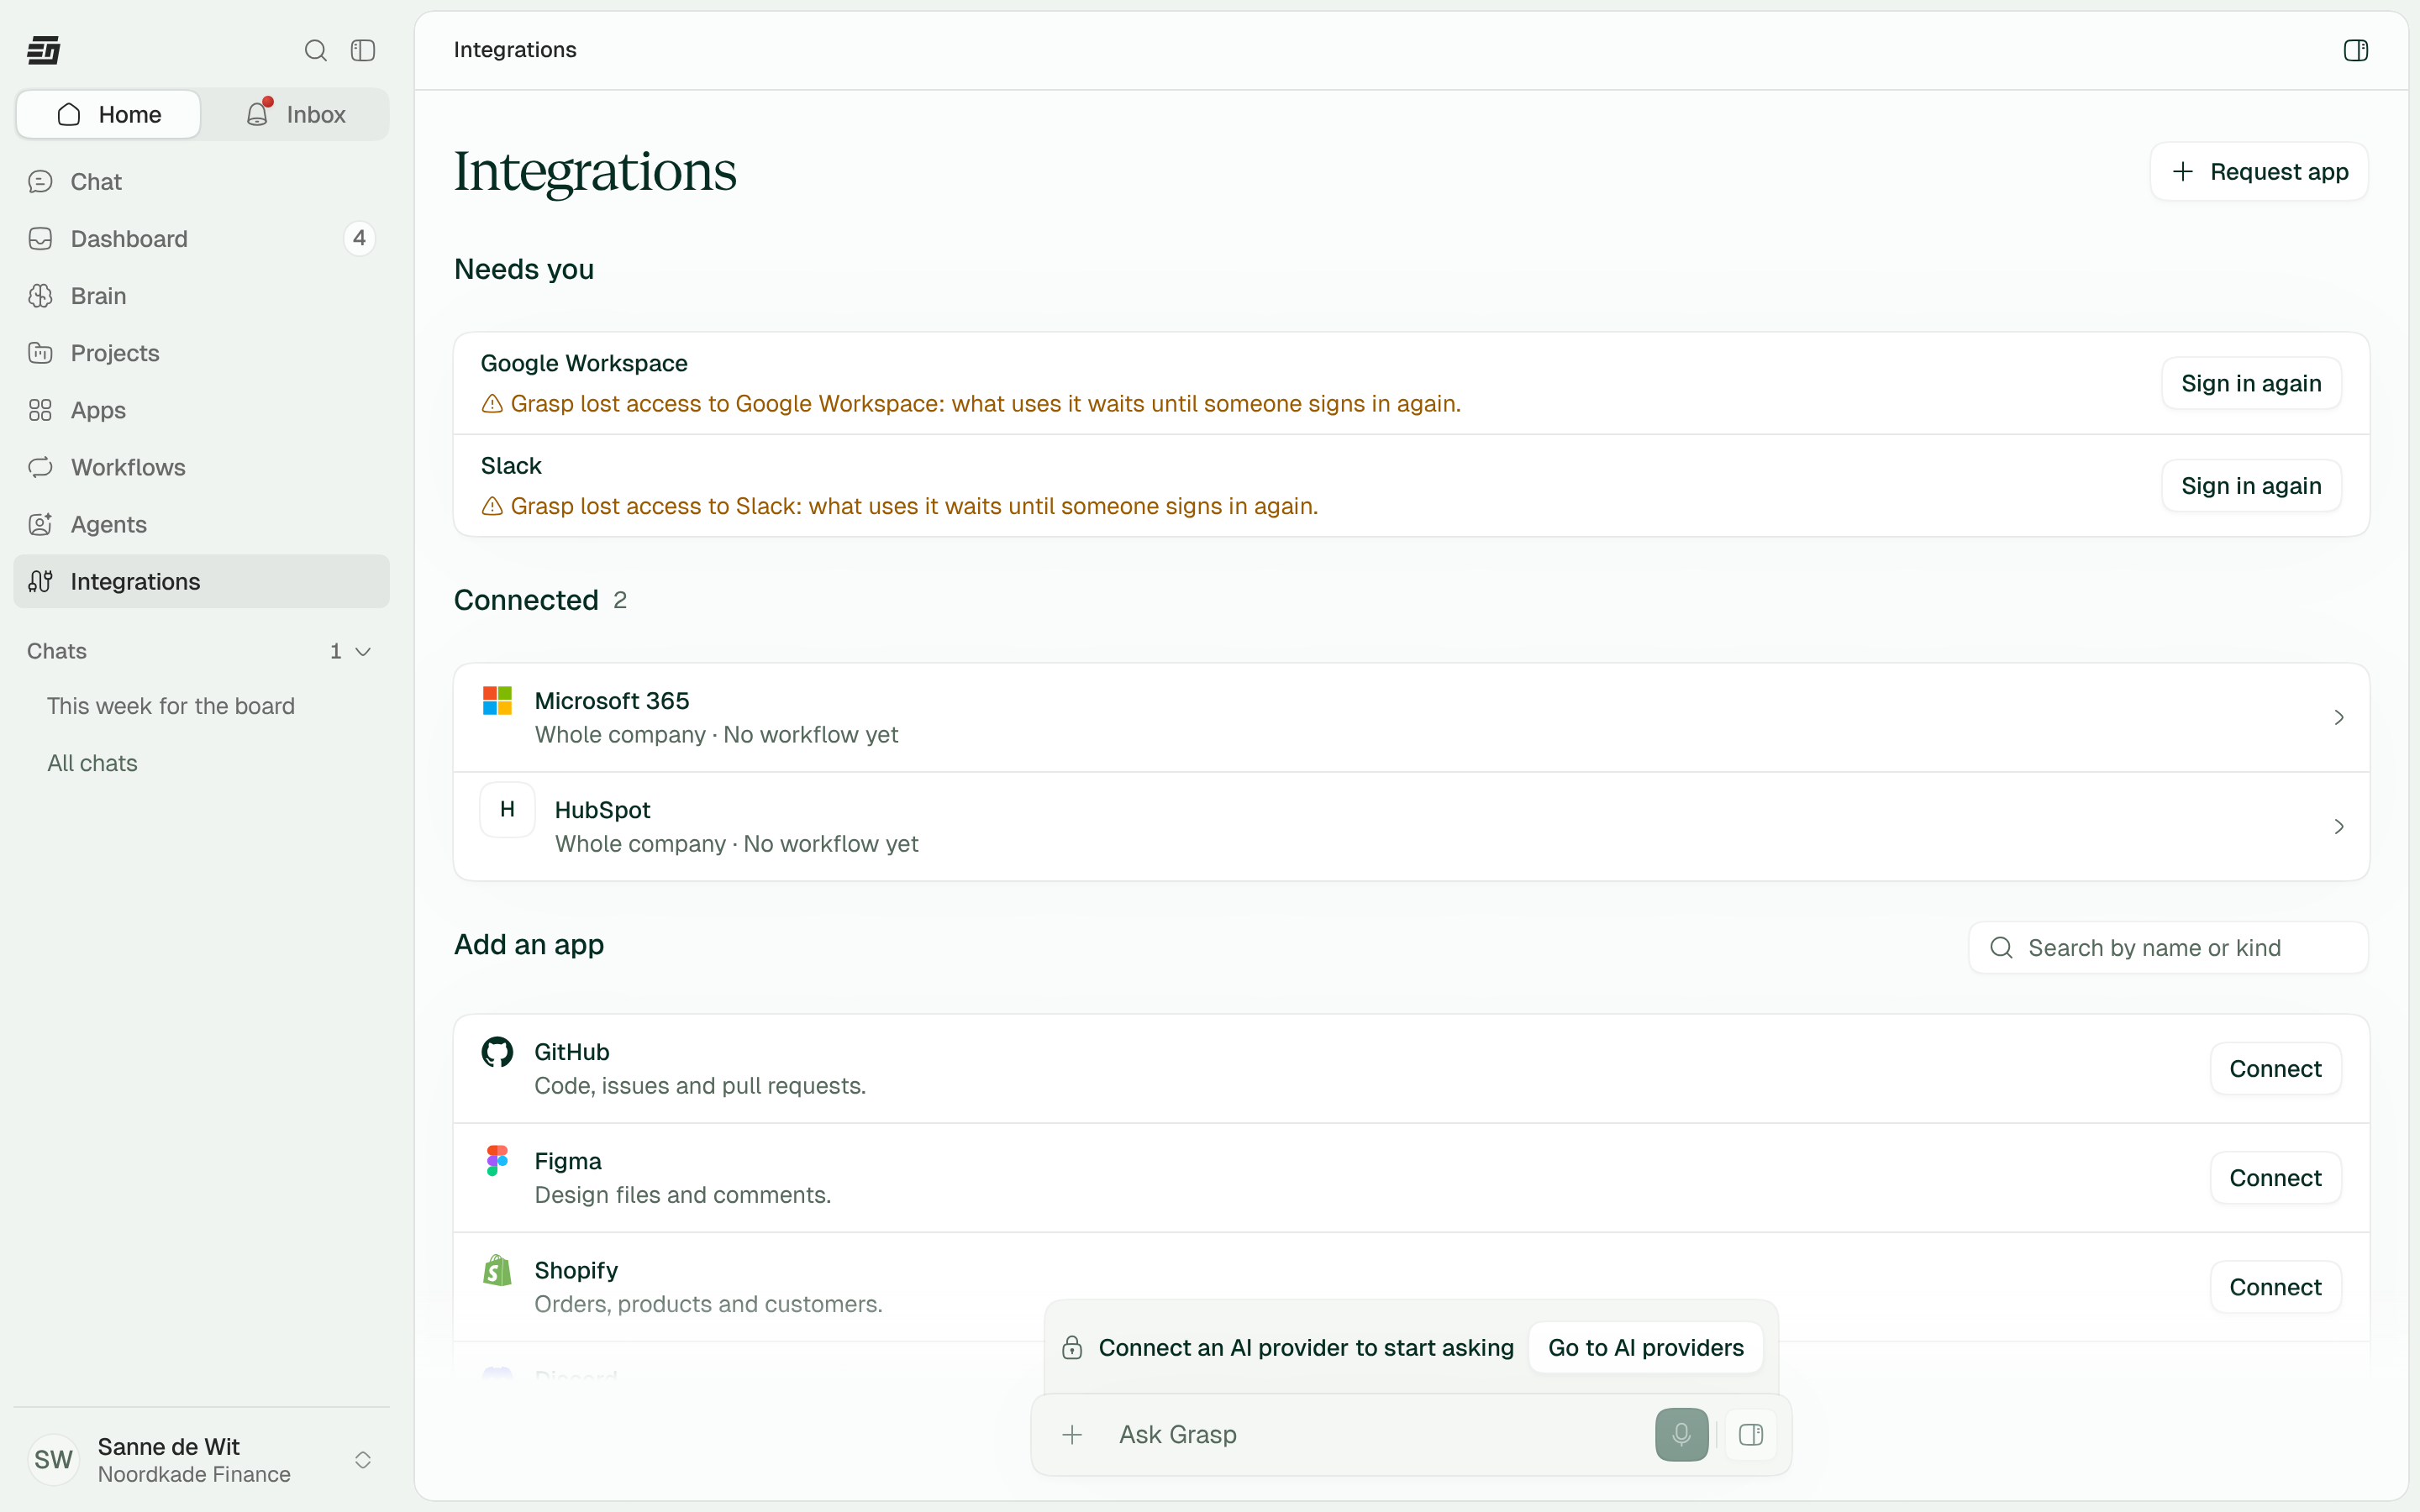 Home
Inbox
Chat
Dashboard
4
Brain
Projects
Apps
Workflows
Agents
Integrations
Chats
1
This week for the board
All chats
SW
Sanne de Wit
Noordkade Finance
Integrations
Integrations
Request app
Needs you
Google Workspace
Grasp lost access to Google Workspace: what uses it waits until someone signs in again.
Sign in again
Slack
Grasp lost access to Slack: what uses it waits until someone signs in again.
Sign in again
Connected 2
Microsoft 365
Whole company · No workflow yet
H
HubSpot
Whole company · No workflow yet
Add an app
Search by name or kind
GitHub
Code, issues and pull requests.
Connect
Figma
Design files and comments.
Connect
Shopify
Orders, products and customers.
Connect
Discord
Connect an AI provider to start asking
Go to AI providers
Ask Grasp